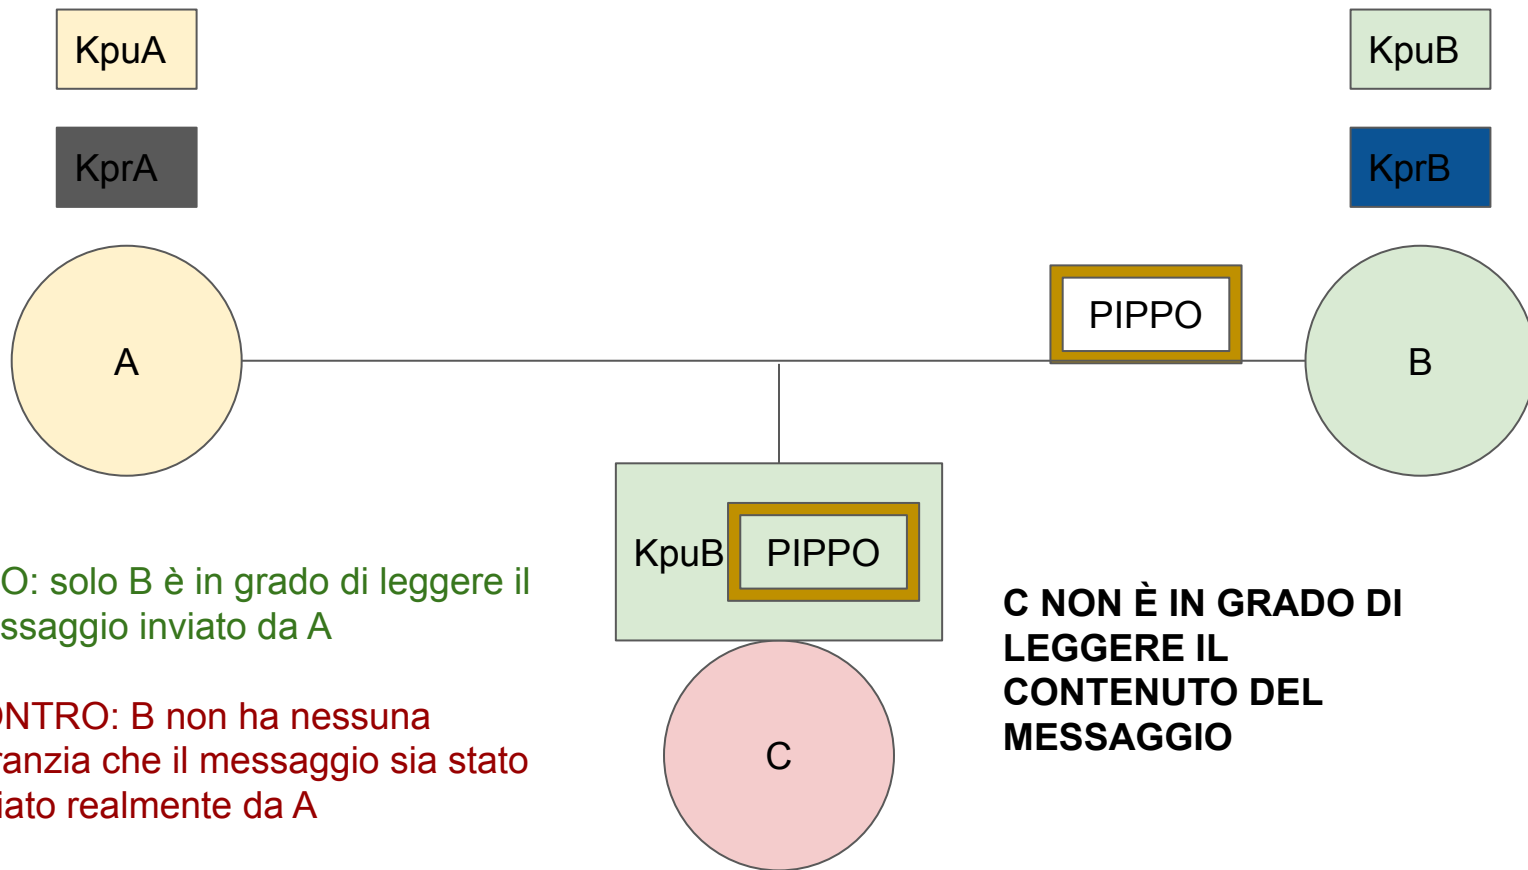 KpuA
KpuB
KprA
KprB
PIPPO
A
B
KpuB
PIPPO
O: solo B è in grado di leggere il
ssaggio inviato da A
C NON È IN GRADO DI
LEGGERE IL
CONTENUTO DEL
MESSAGGIO
ONTRO: B non ha nessuna
ranzia che il messaggio sia stato
iato realmente da A
C